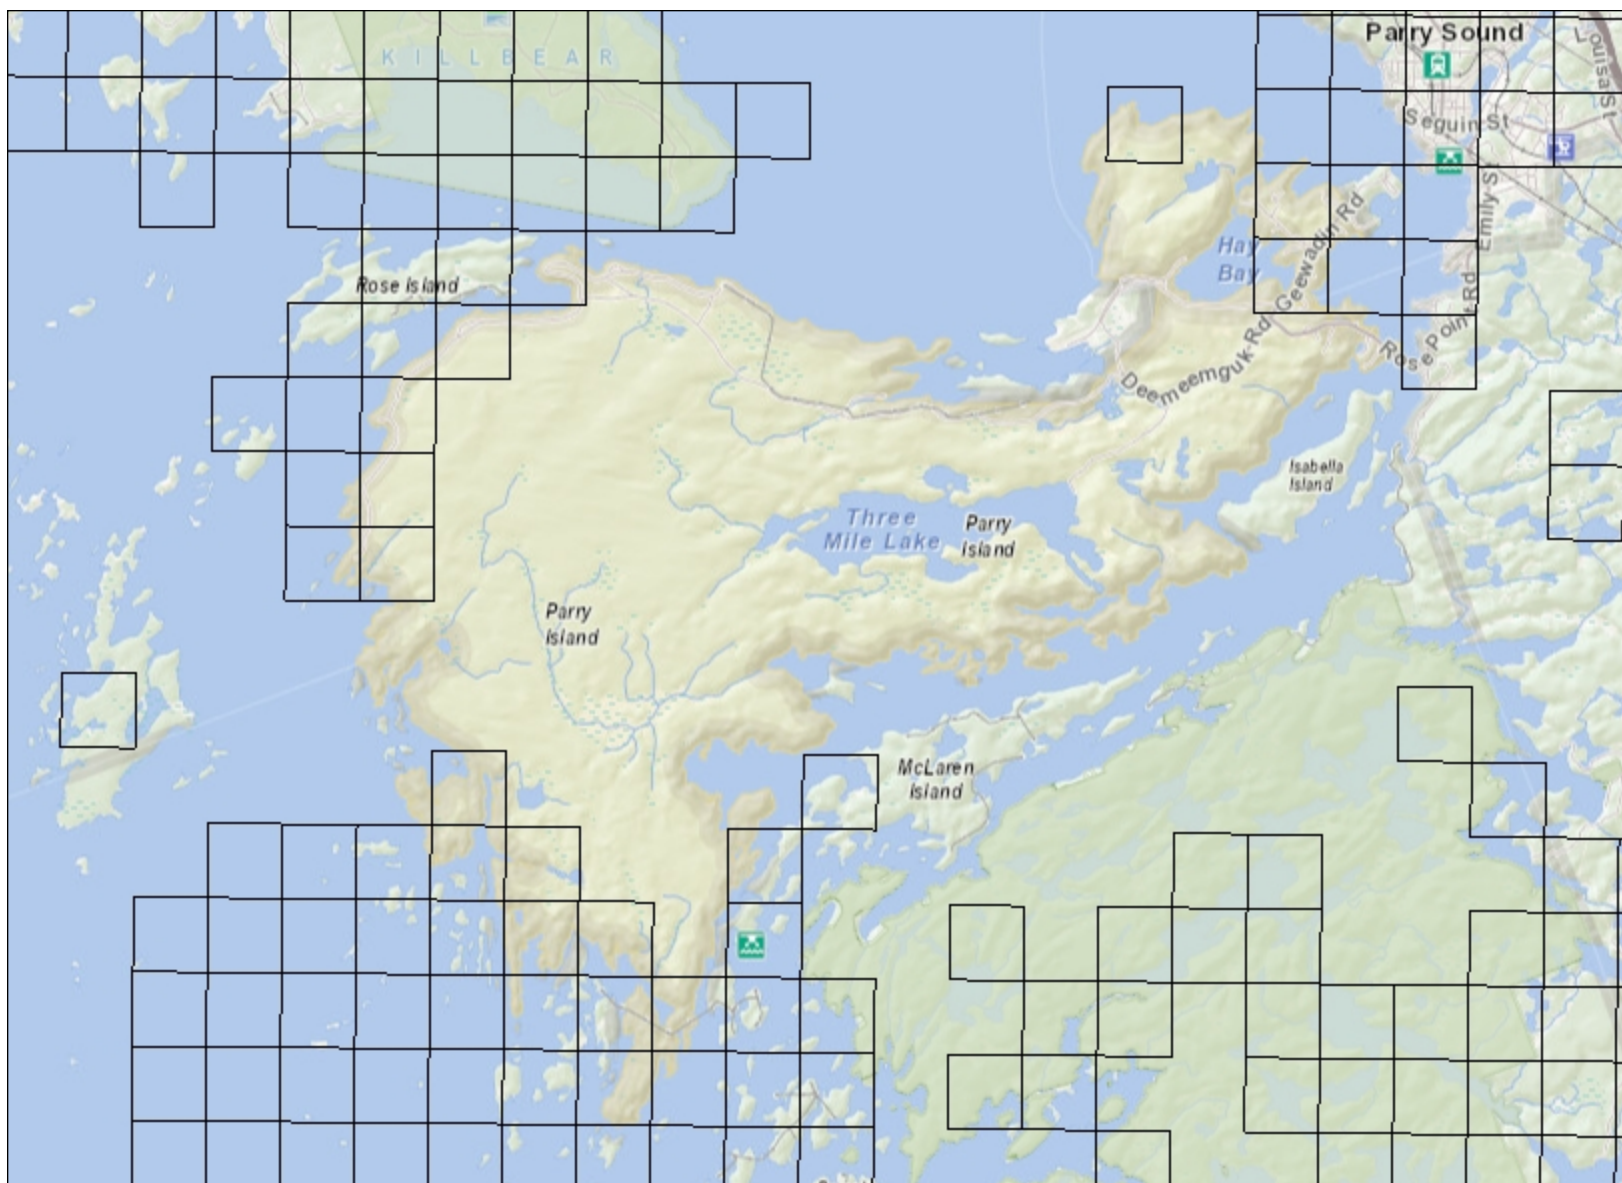 Parry Sound
Louisa St
KILLBEAR
Seguin St
Emily St
Geewadin Rd
Hay
Bay
Rose Island
Rose Point Rd
Deemeemguk Rd
Isabella
Island
Three
Mile Lake
Parry
Island
Parry
Island
McLaren
Island